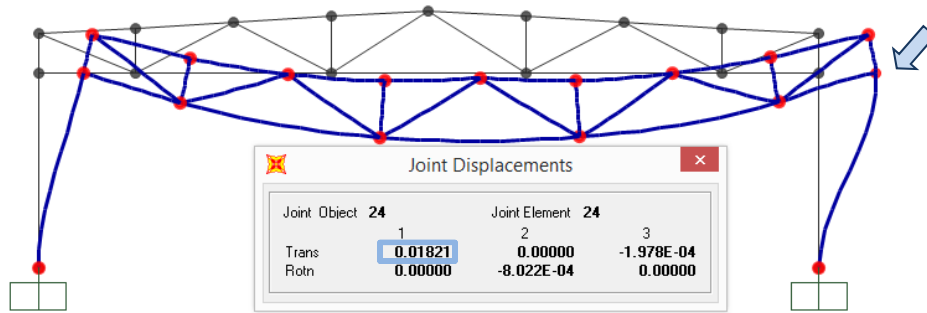 Joint Displacements
Joint Object 24 Joint Element 24
1 2 3
Trans 0.01821 0.00000 -1.978E-04
Rotn 0.00000 -8.022E-04 0.00000